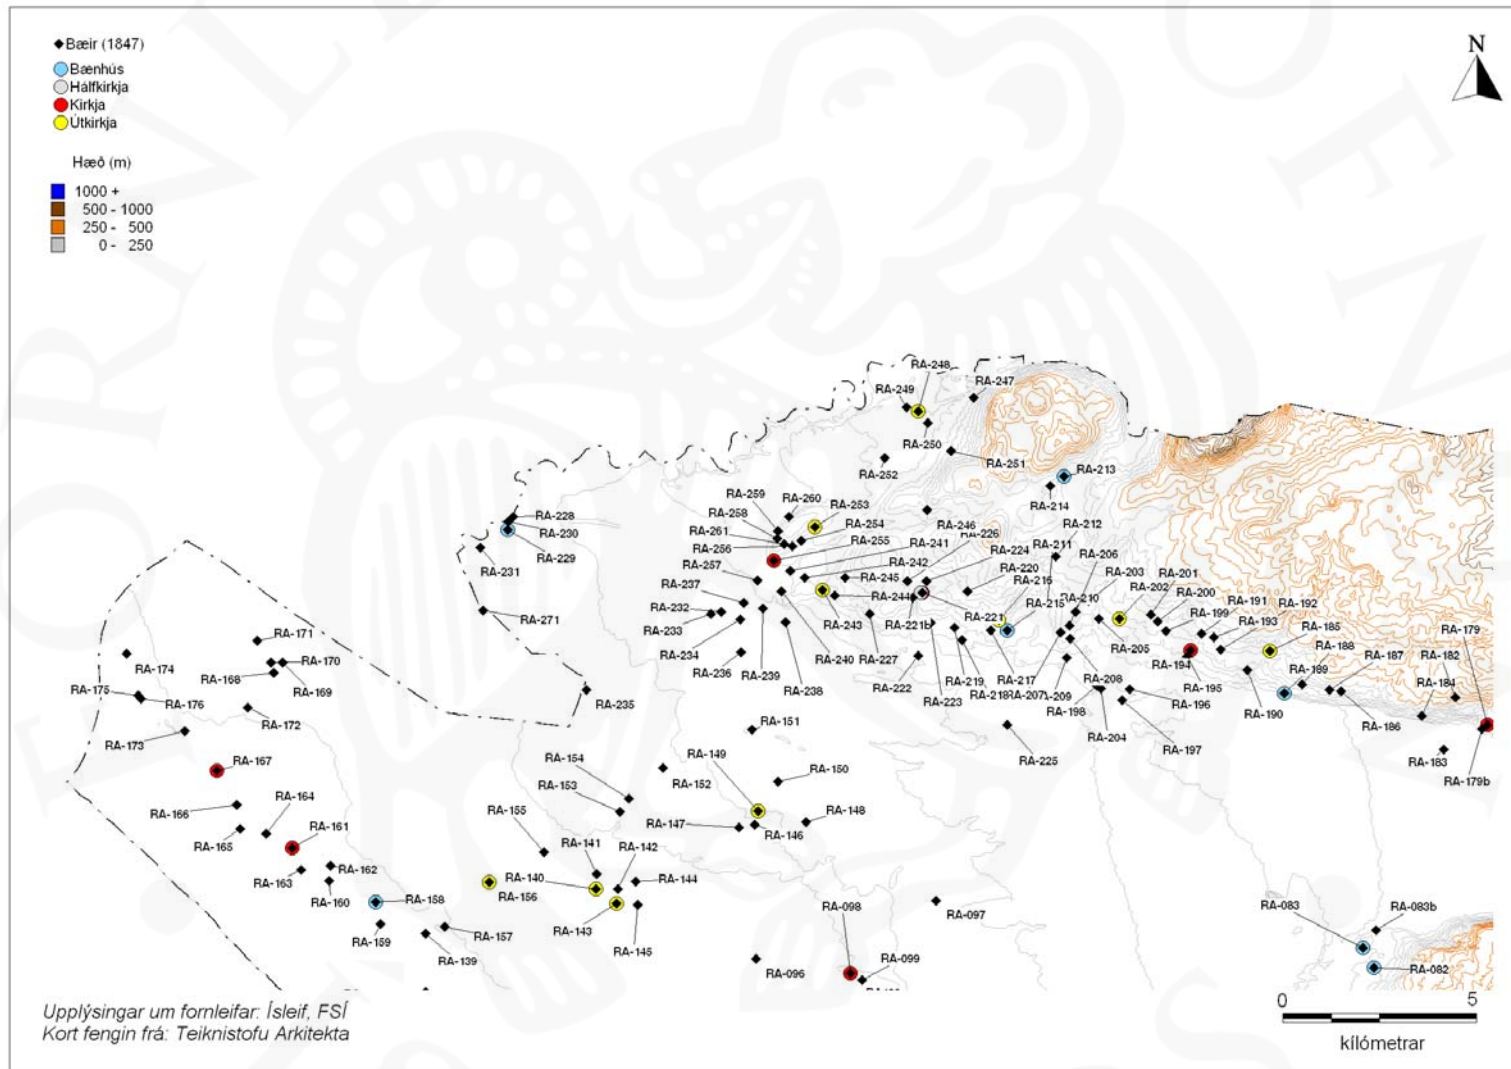 Bæir (1847)
Bænhús
Hálfkirkja
Kirkja
Útkirkja
Hæð (m)
1000 +
500 - 1000
250 - 500
0 - 250
N
RA-248
RA-249
RA-247
RA-250
RA-252
RA-251
RA-213
RA-214
RA-259
RA-260
RA-253
RA-258
RA-254
RA-261
RA-255
RA-256
RA-246
RA-212
RA-228
RA-230
RA-229
RA-231
RA-241
RA-226
RA-224
RA-211
RA-206
RA-257
RA-242
RA-220
RA-203
RA-237
RA-245
RA-216
RA-202
RA-201
RA-200
RA-191
RA-232
RA-244
RA-215
RA-210
RA-199
RA-192
RA-271
RA-233
RA-243
RA-221b
RA-221
RA-193
RA-185
RA-179
RA-171
RA-234
RA-240
RA-227
RA-205
RA-188
RA-174
RA-170
RA-236
RA-239
RA-194
RA-189
RA-187
RA-182
RA-168
RA-169
RA-238
RA-222
RA-219
RA-217
RA-208
RA-195
RA-184
RA-175
RA-176
RA-235
RA-223
RA-218
RA-207
RA-209
RA-198
RA-196
RA-190
RA-186
RA-172
RA-204
RA-197
RA-173
RA-151
RA-225
RA-183
RA-179b
RA-149
RA-154
RA-150
RA-167
RA-152
RA-153
RA-166
RA-164
RA-155
RA-148
RA-161
RA-147
RA-146
RA-165
RA-141
RA-142
RA-163
RA-162
RA-140
RA-144
RA-160
RA-158
RA-156
RA-143
RA-145
RA-098
RA-097
RA-083
RA-083b
RA-159
RA-157
RA-139
RA-096
RA-099
RA-082
Upplýsingar um fornleifar: Ísleif, FSÍ
Kort fengin frá: Teiknistofu Arkitekta
0 5
kílómetrar